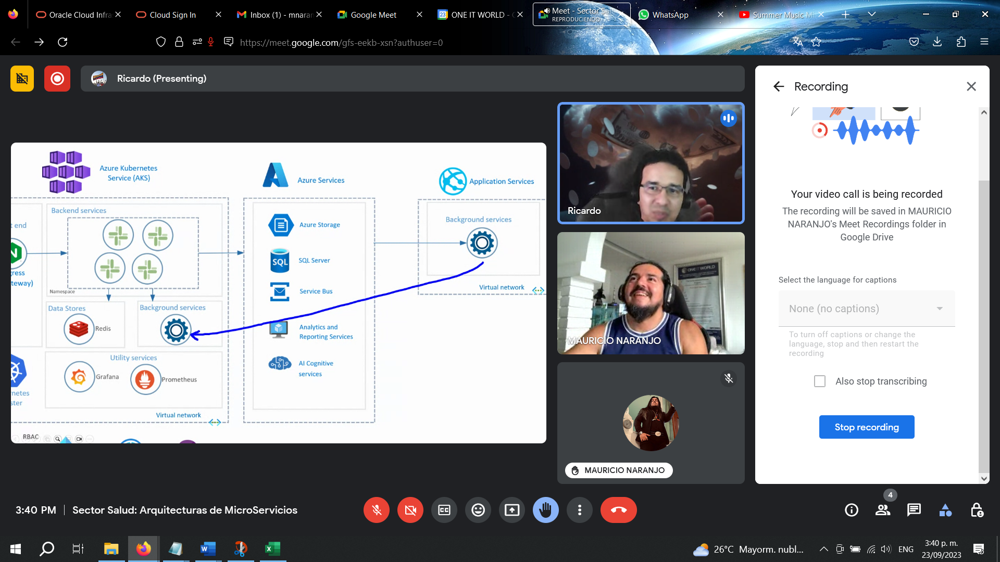 Oracle Cloud Infra
Cloud Sign In
Inbox (1) - mnaran
Google Meet
23
ONE IT WORLD - C
Meet - Sector Sal
REPRODUCIENDO
WhatsApp
Summer Music M
https://meet.google.com/gfs-eekb-xsn?authuser=0
Ricardo (Presenting)
Azure Kubernetes
Service (AKS)
Azure Services
Application Services
Backend services
t end
N
gress
teway)
Namespace
Data Stores
Redis
Background services
Utility services
Grafana
Prometheus
netes
ster
Virtual network
RBAC
Azure Storage
SQL
SQL Server
Service Bus
Analytics and
Reporting Services
AI Cognitive
services
Background services
Virtual network
Ricardo
ONE IT WORLD
MAURICIO NARANJO
MAURICIO NARANJO
Recording
Your video call is being recorded
The recording will be saved in MAURICIO
NARANJO's Meet Recordings folder in
Google Drive
Select the language for captions
None (no captions)
To turn off captions or change the
language, stop and then restart the
recording
Also stop transcribing
Stop recording
3:40 PM
Sector Salud: Arquitecturas de MicroServicios
CC
4
W
X
26°C Mayorm. nubl...
ENG
3:40 p. m.
23/09/2023